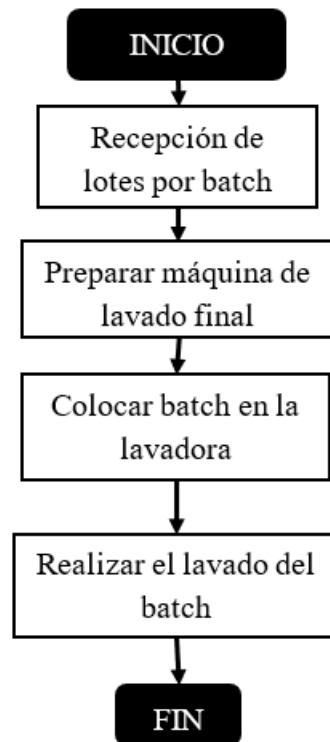 INICIO
Recepción de
lotes por batch
Preparar máquina de
lavado final
Colocar batch en la
lavadora
Realizar el lavado del
batch
FIN